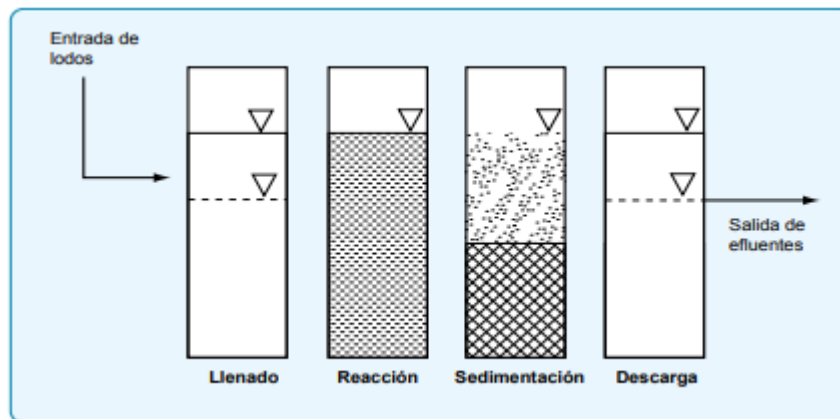 Entrada de
lodos
Salida de
efluentes
Llenado
Reacción
Sedimentación
Descarga